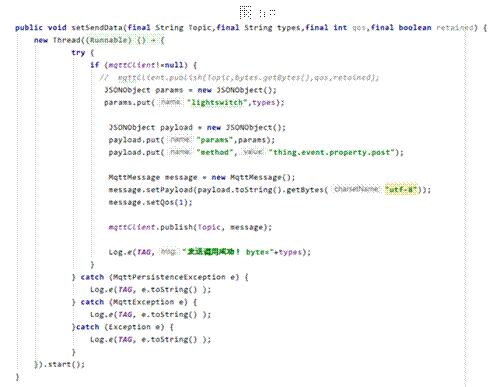 public void setSendData(final String Topic,final String types,final int qos,final boolean retained) {
new Thread((Runnable) () → {
try {
if (mqttClient!=null) {
// mqttClient.publish(Topic,bytes.getBytes(),qos,retained);
JSONObject params = new JSONObject();
params.put( name: "lightswitch",types);
JSONObject payload = new JSONObject();
payload.put( name: "params",params);
payload.put( name: "method", value: "thing.event.property.post");
MqttMessage message = new MqttMessage();
message.setPayload(payload.toString().getBytes( charsetName: "utf-8"));
message.setQos(1);
mqttClient.publish(Topic, message);
Log.e(TAG, msg: "发送调用成功! byte="+types);
}
} catch (MqttPersistenceException e) {
Log.e(TAG, e.toString() );
} catch (MqttException e) {
Log.e(TAG, e.toString() );
}catch (Exception e) {
Log.e(TAG, e.toString() );
}
}).start();
}